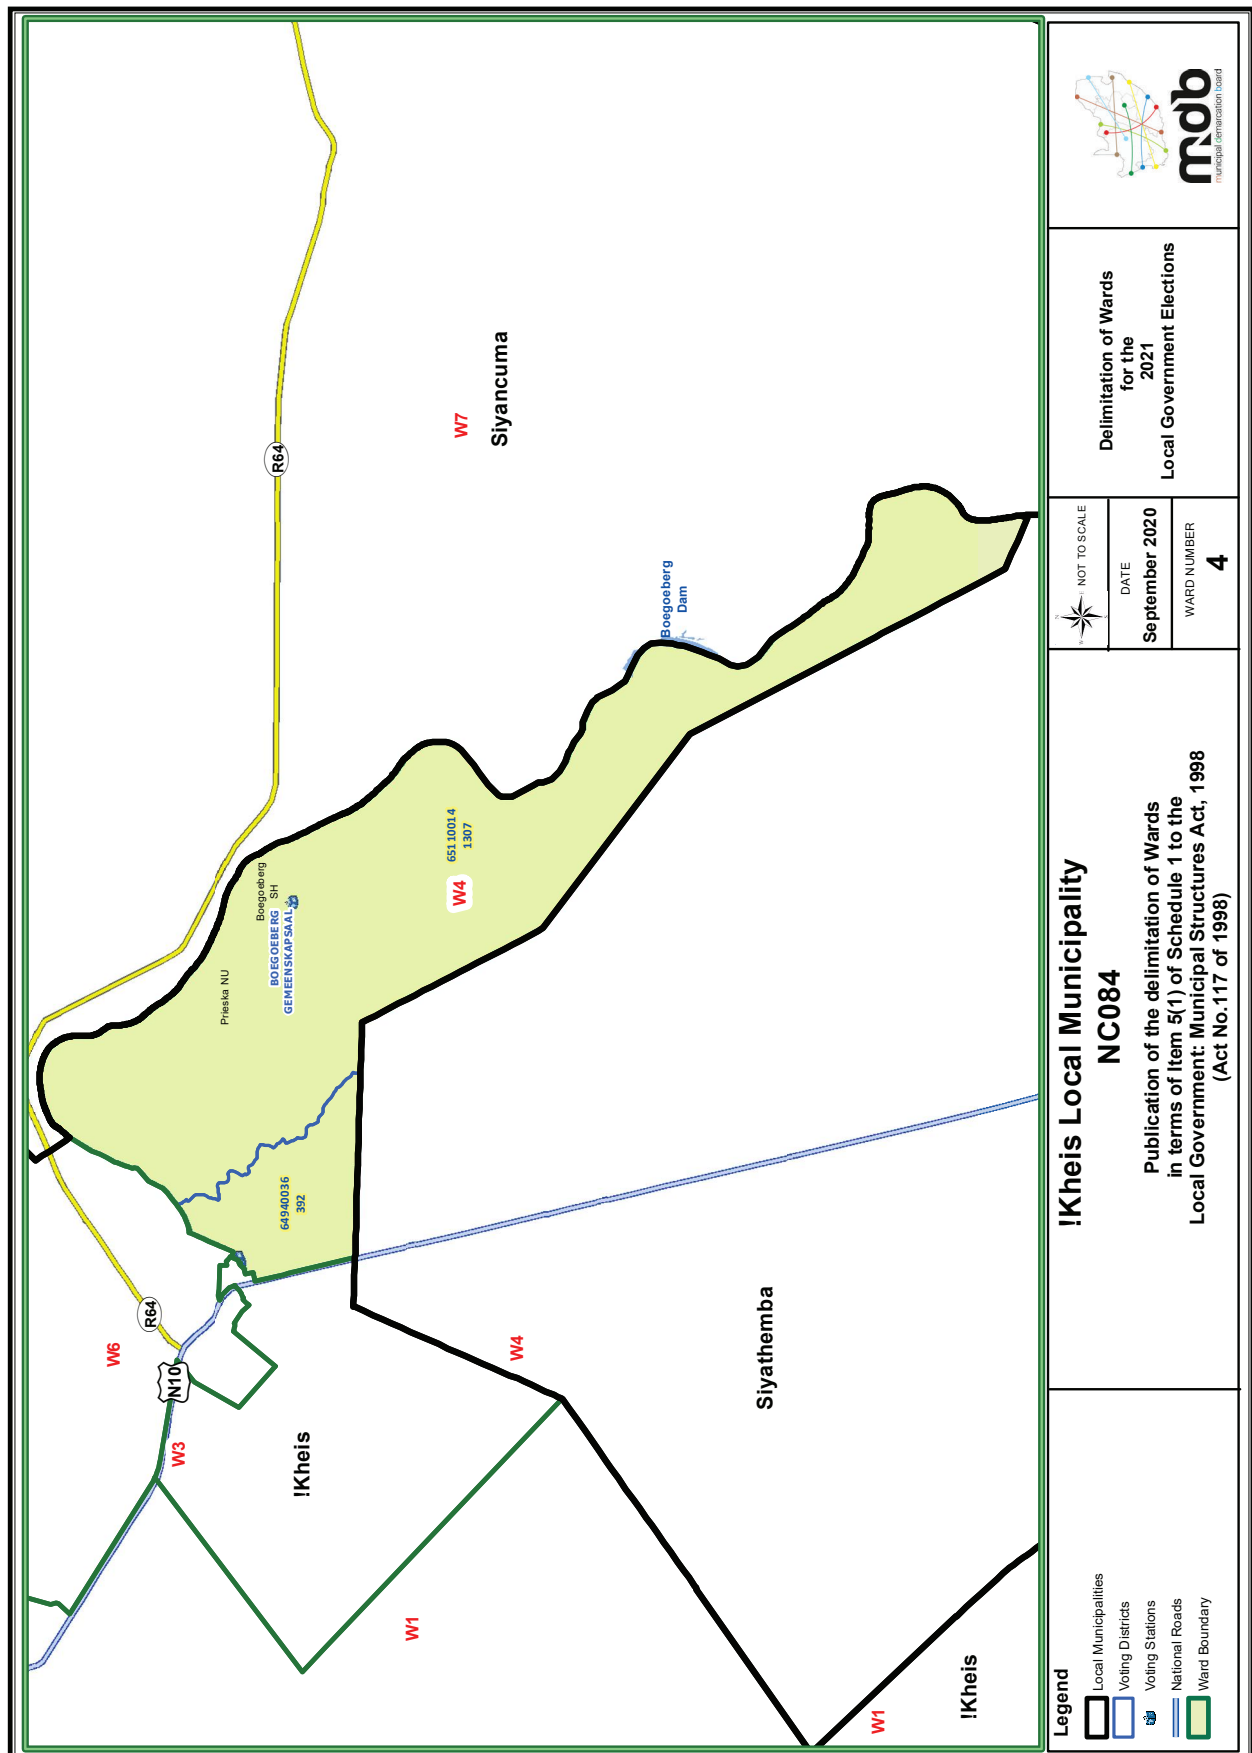 R64
R64
N10
W6
W3
!Kheis
W1
W4
Siyathemba
W1
!Kheis
W7
Siyancuma
Boegoeberg
Dam
Boegoeberg
SH
BOEGOEBERG
GEMEENSKAPSAAL
Prieska NU
65110014
1307
W4
64940036
392
Legend
Local Municipalities
Voting Districts
Voting Stations
National Roads
Ward Boundary
!Kheis Local Municipality
NC084
Publication of the delimitation of Wards
in terms of Item 5(1) of Schedule 1 to the
Local Government: Municipal Structures Act, 1998
(Act No.117 of 1998)
N
W E
S
NOT TO SCALE
DATE
September 2020
WARD NUMBER
4
Delimitation of Wards
for the
2021
Local Government Elections
mdb
municipal demarcation board